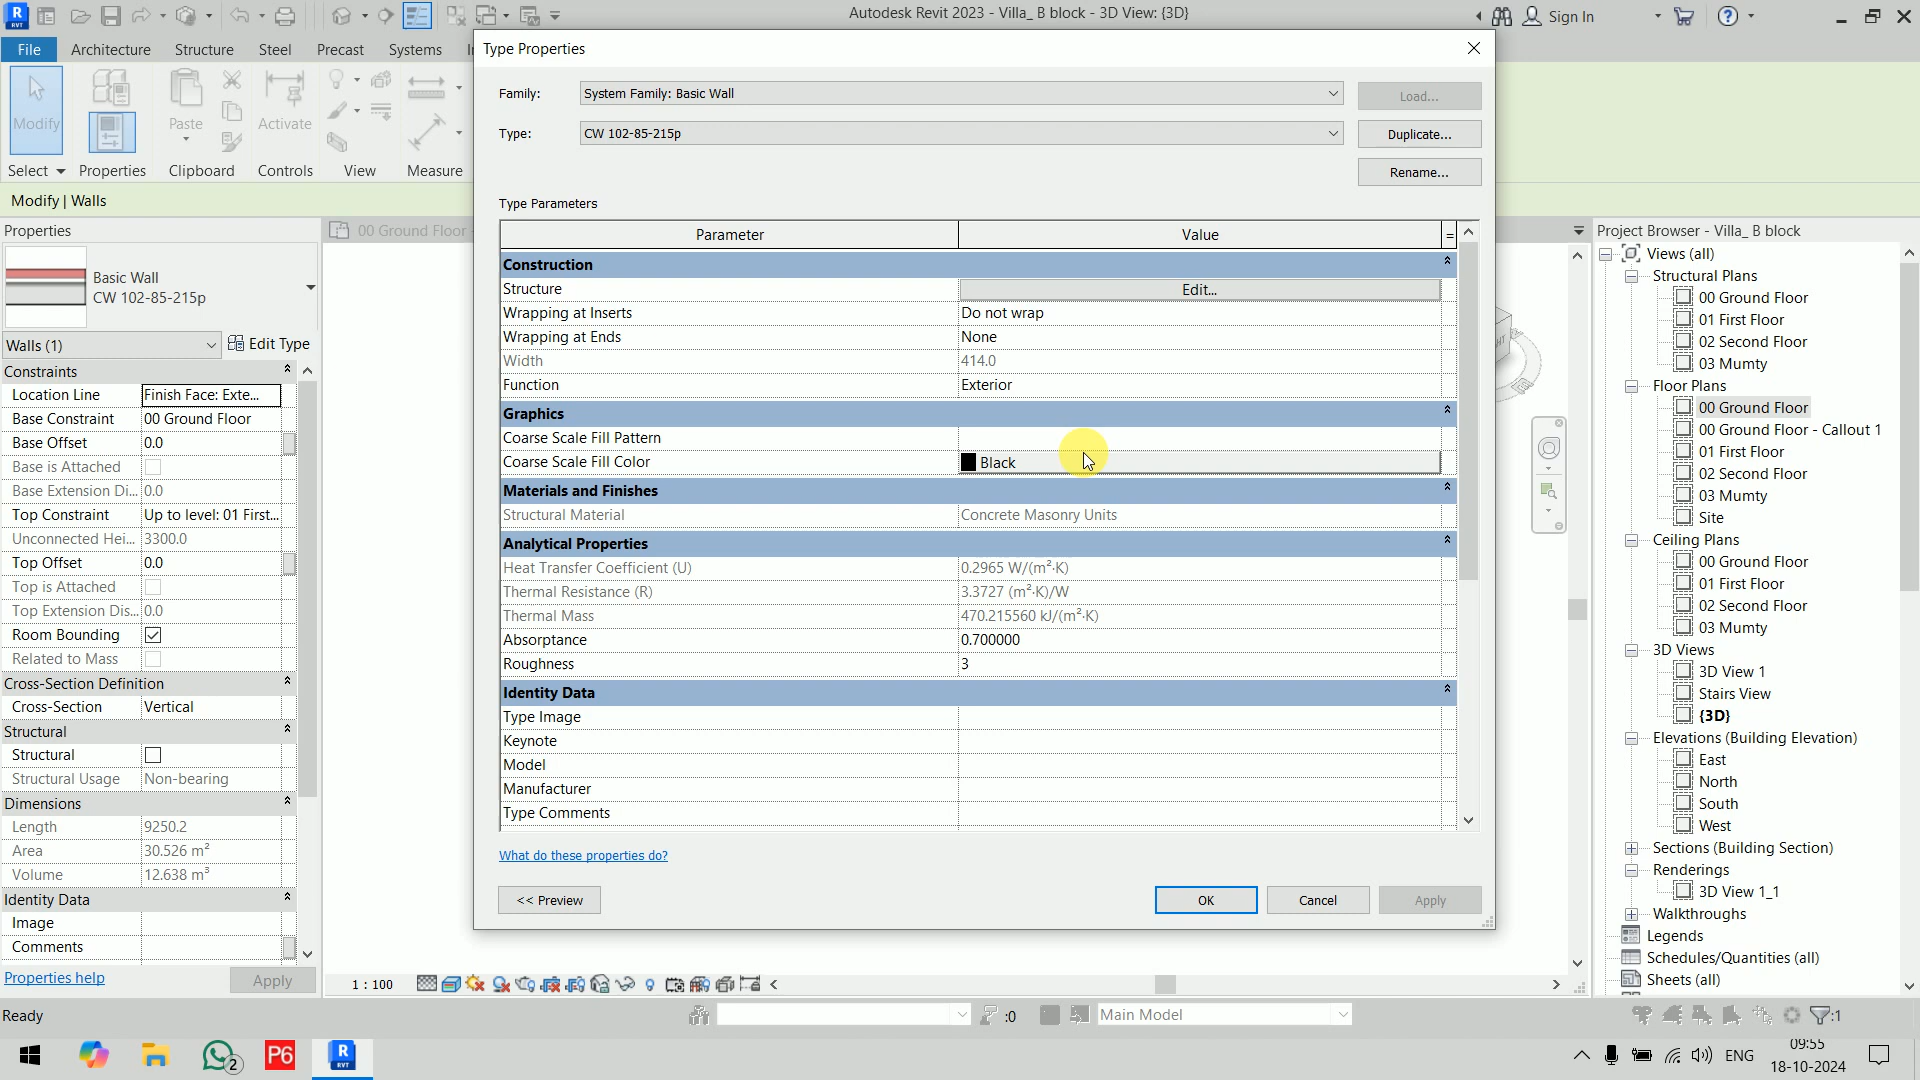 Autodesk Revit 2023 - Villa_ B block - 3D View: {3D}
Sign In
File Architecture Structure Steel Precast Systems
Modify
Paste
Activate
Select Properties Clipboard Controls View Measure
Modify | Walls
Properties
Basic Wall
CW 102-85-215p
Walls (1)
Edit Type
Constraints
Location Line Finish Face: Exte...
Base Constraint 00 Ground Floor
Base Offset 0.0
Base is Attached
Base Extension Di... 0.0
Top Constraint Up to level: 01 First...
Unconnected Hei... 3300.0
Top Offset 0.0
Top is Attached
Top Extension Dis... 0.0
Room Bounding
Related to Mass
Cross-Section Definition
Cross-Section Vertical
Structural
Structural
Structural Usage Non-bearing
Dimensions
Length 9250.2
Area 30.526 m²
Volume 12.638 m³
Identity Data
Image
Comments
Properties help
Apply
00 Ground Floor
Type Properties
Family: System Family: Basic Wall
Load...
Type: CW 102-85-215p
Duplicate...
Rename...
Type Parameters
Parameter Value =
Construction
Structure Edit...
Wrapping at Inserts Do not wrap
Wrapping at Ends None
Width 414.0
Function Exterior
Graphics
Coarse Scale Fill Pattern
Coarse Scale Fill Color Black
Materials and Finishes
Structural Material Concrete Masonry Units
Analytical Properties
Heat Transfer Coefficient (U) 0.2965 W/(m²·K)
Thermal Resistance (R) 3.3727 (m²·K)/W
Thermal Mass 470.215560 kJ/(m²·K)
Absorptance 0.700000
Roughness 3
Identity Data
Type Image
Keynote
Model
Manufacturer
Type Comments
What do these properties do?
<< Preview OK Cancel Apply
Project Browser - Villa_ B block
Views (all)
Structural Plans
00 Ground Floor
01 First Floor
02 Second Floor
03 Mumty
Floor Plans
00 Ground Floor
00 Ground Floor - Callout 1
01 First Floor
02 Second Floor
03 Mumty
Site
Ceiling Plans
00 Ground Floor
01 First Floor
02 Second Floor
03 Mumty
3D Views
3D View 1
Stairs View
{3D}
Elevations (Building Elevation)
East
North
South
West
Sections (Building Section)
Renderings
3D View 1_1
Walkthroughs
Legends
Schedules/Quantities (all)
Sheets (all)
1 : 100
Ready
:0
Main Model
:1
2
P6
R
RVT
ENG
09:55
18-10-2024